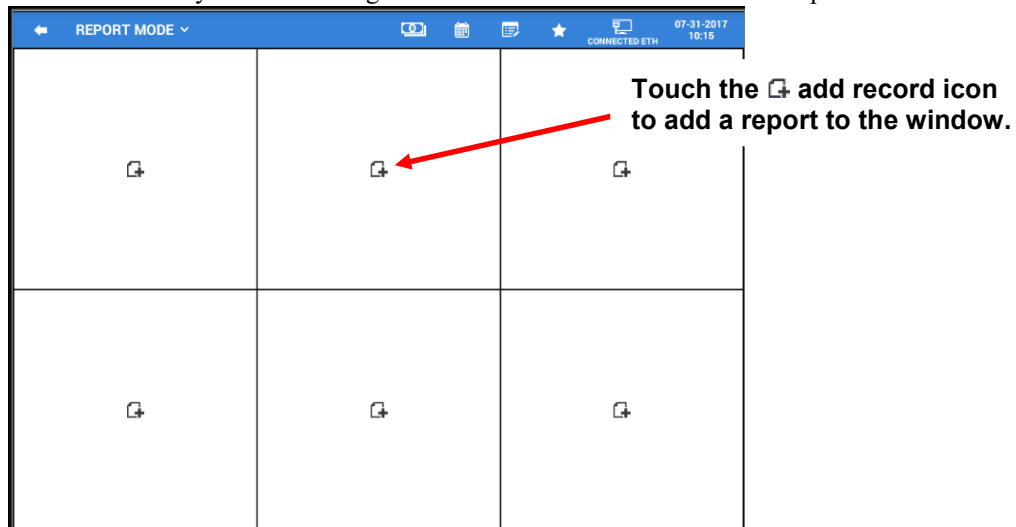 REPORT MODE
CONNECTED ETH
07-31-2017
10:15
Touch the add record icon
to add a report to the window.